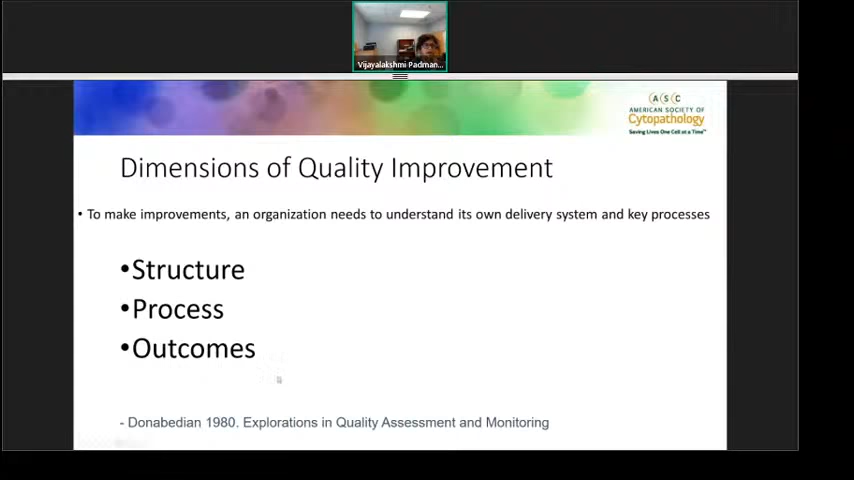 Vijayalakshmi Padman...
ASC
AMERICAN SOCIETY OF
Cytopathology
Saving Lives One Cell at a Time™
Dimensions of Quality Improvement
• To make improvements, an organization needs to understand its own delivery system and key processes
•Structure
•Process
•Outcomes
- Donabedian 1980. Explorations in Quality Assessment and Monitoring